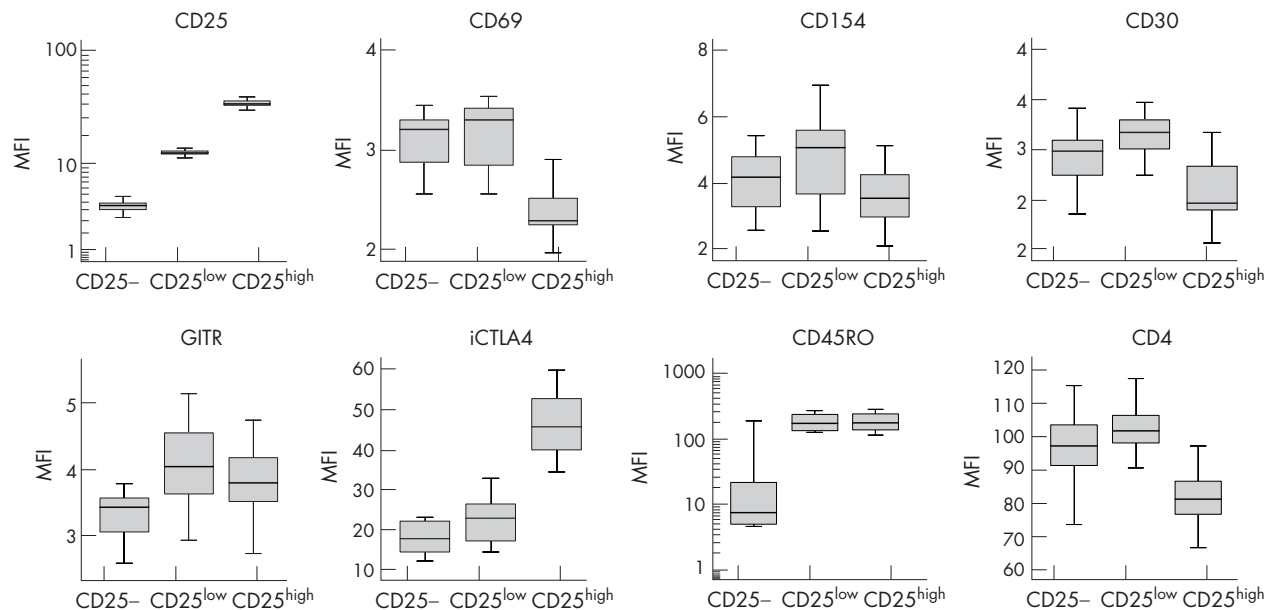 CD25
MFI
100
10
1
CD25– CD25low CD25high
CD69
MFI
4
3
2
CD25– CD25low CD25high
CD154
MFI
8
6
4
2
CD25– CD25low CD25high
CD30
MFI
4
4
3
2
2
CD25– CD25low CD25high
GITR
MFI
5
4
3
CD25– CD25low CD25high
iCTLA4
MFI
60
50
40
30
20
10
CD25– CD25low CD25high
CD45RO
MFI
1000
100
10
1
CD25– CD25low CD25high
CD4
MFI
120
110
100
90
80
70
60
CD25– CD25low CD25high